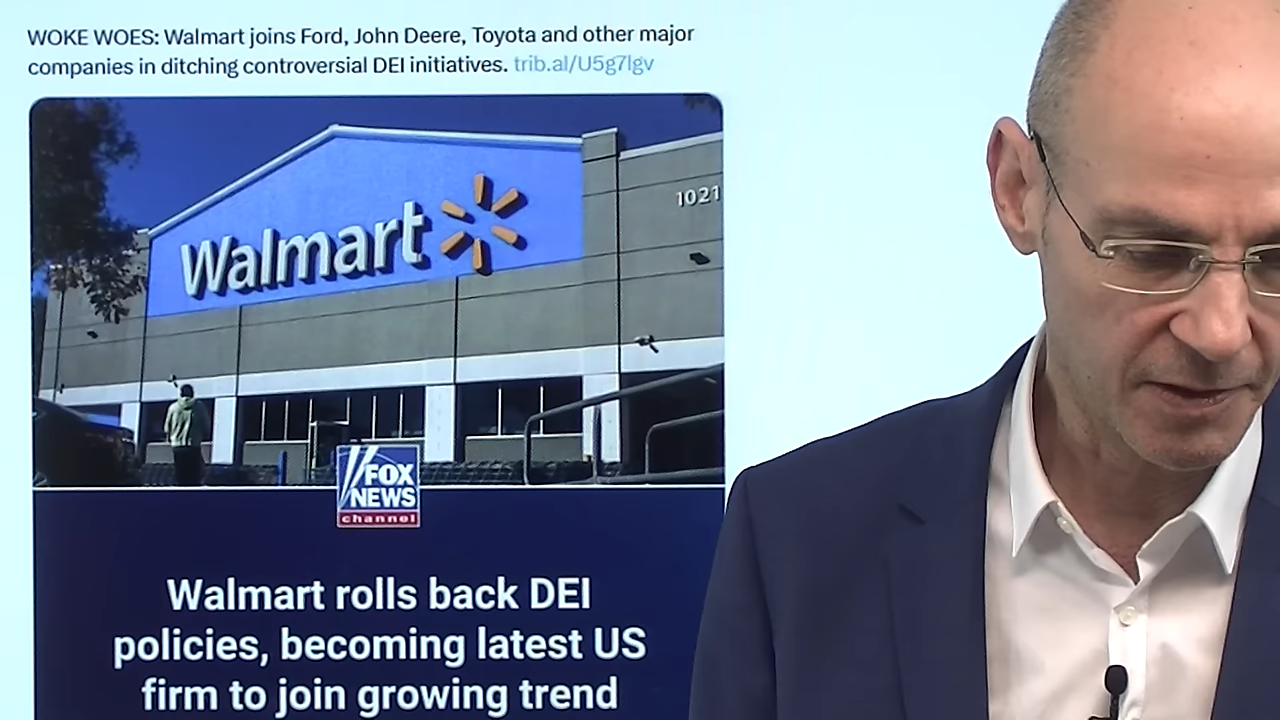 WOKE WOES: Walmart joins Ford, John Deere, Toyota and other major
companies in ditching controversial DEI initiatives. trib.al/U5g7lgv
Walmart
1021
FOX
NEWS
channel
Walmart rolls back DEI
policies, becoming latest US
firm to join growing trend